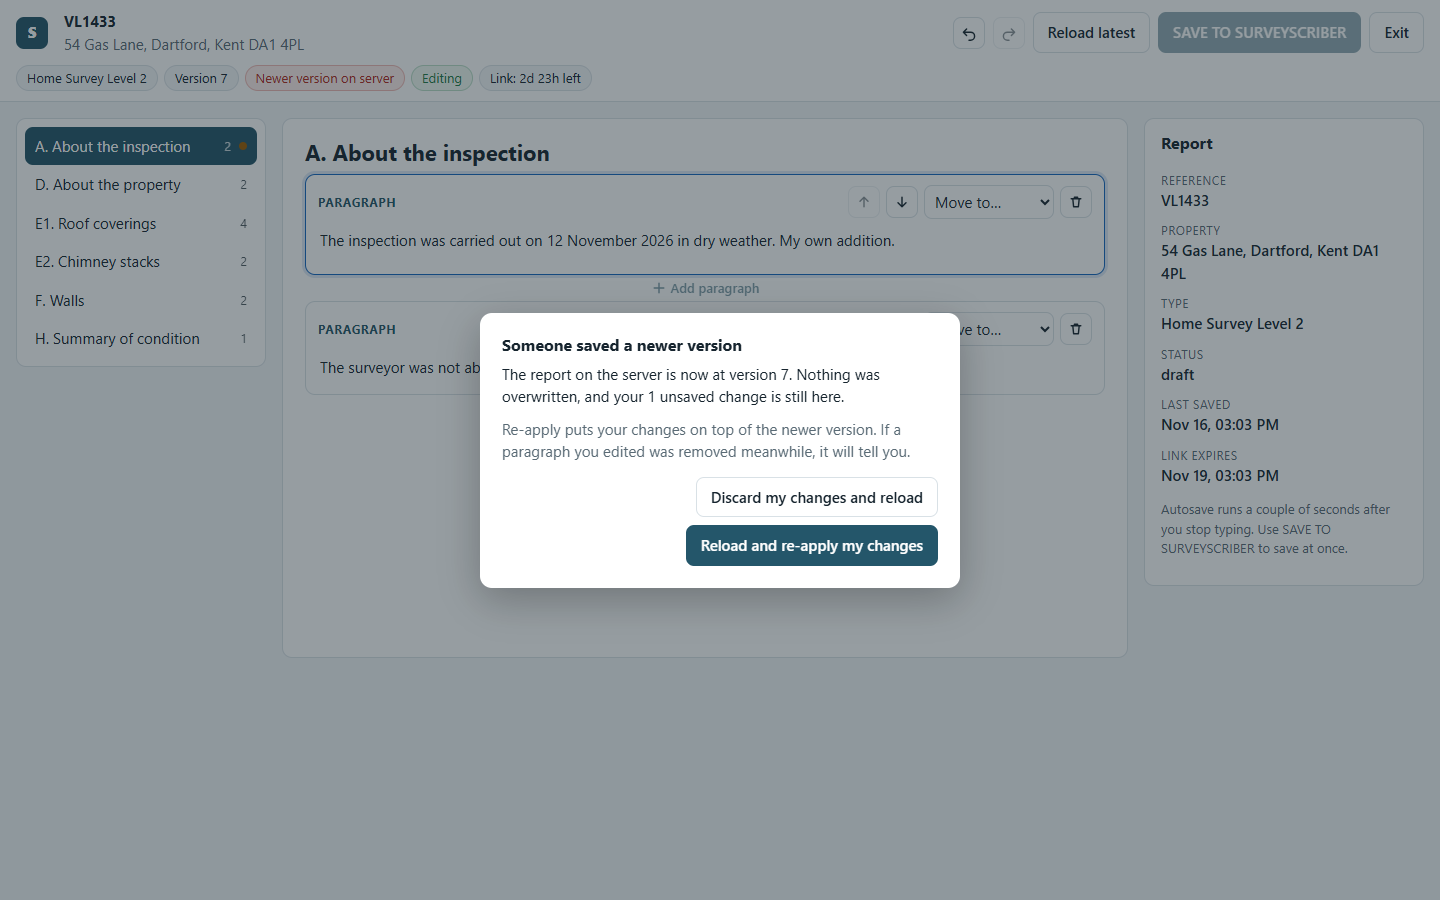 S
VL1433
54 Gas Lane, Dartford, Kent DA1 4PL
Reload latest
SAVE TO SURVEYSCRIBER
Exit
Home Survey Level 2
Version 7
Newer version on server
Editing
Link: 2d 23h left
A. About the inspection 2
D. About the property 2
E1. Roof coverings 4
E2. Chimney stacks 2
F. Walls 2
H. Summary of condition 1
A. About the inspection
PARAGRAPH
Move to...
The inspection was carried out on 12 November 2026 in dry weather. My own addition.
+ Add paragraph
PARAGRAPH
ve to...
The surveyor was not ab
Someone saved a newer version
The report on the server is now at version 7. Nothing was
overwritten, and your 1 unsaved change is still here.
Re-apply puts your changes on top of the newer version. If a
paragraph you edited was removed meanwhile, it will tell you.
Discard my changes and reload
Reload and re-apply my changes
Report
REFERENCE
VL1433
PROPERTY
54 Gas Lane, Dartford, Kent DA1
4PL
TYPE
Home Survey Level 2
STATUS
draft
LAST SAVED
Nov 16, 03:03 PM
LINK EXPIRES
Nov 19, 03:03 PM
Autosave runs a couple of seconds after
you stop typing. Use SAVE TO
SURVEYSCRIBER to save at once.